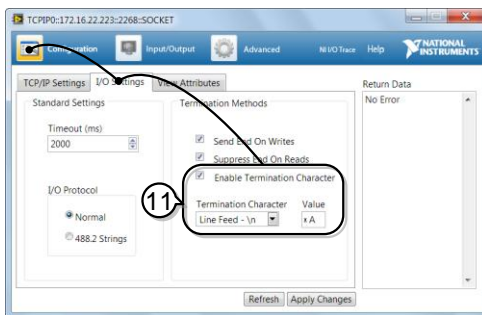 TCPIP0::172.16.22.223::2268::SOCKET
Configuration Input/Output Advanced NI I/O Trace Help NATIONAL INSTRUMENTS
TCP/IP Settings I/O Settings View Attributes
Return Data
Standard Settings
Termination Methods
No Error
Timeout (ms)
2000
Send End On Writes
Suppress End On Reads
Enable Termination Character
I/O Protocol
11
Termination Character Value
Normal
Line Feed - \n
x A
488.2 Strings
Refresh Apply Changes